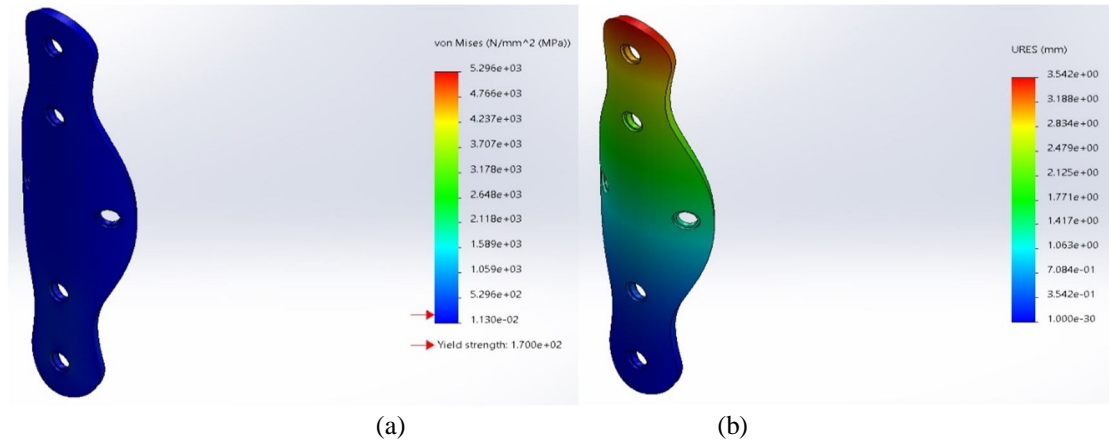 von Mises (N/mm^2 (MPa))
5.296e+03
4.766e+03
4.237e+03
3.707e+03
3.178e+03
2.648e+03
2.118e+03
1.589e+03
1.059e+03
5.296e+02
1.130e-02
Yield strength: 1.700e+02
URES (mm)
3.542e+00
3.188e+00
2.834e+00
2.479e+00
2.125e+00
1.771e+00
1.417e+00
1.063e+00
7.084e-01
3.542e-01
1.000e-30
(a)
(b)